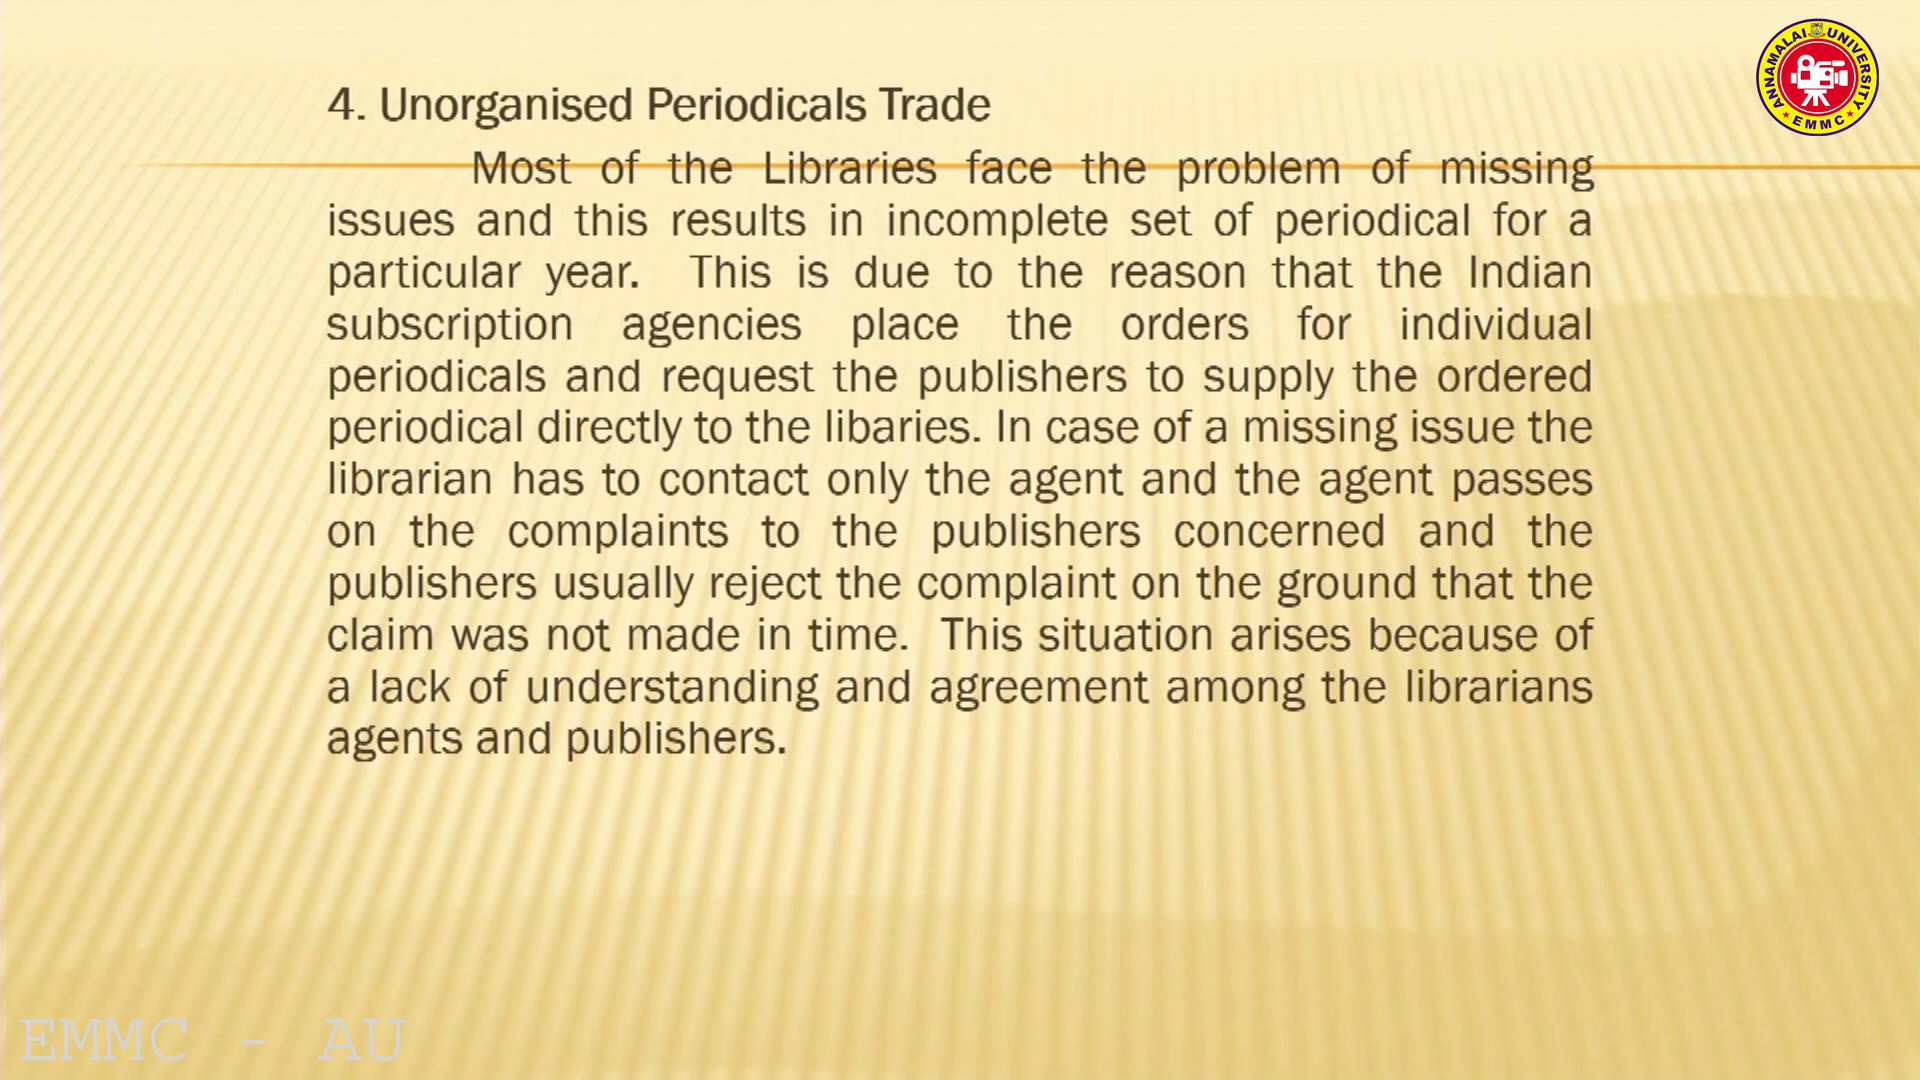 ANNAMALAI UNIVERSITY
EMMC
4. Unorganised Periodicals Trade
Most of the Libraries face the problem of missing
issues and this results in incomplete set of periodical for a
particular year. This is due to the reason that the Indian
subscription agencies place the orders for individual
periodicals and request the publishers to supply the ordered
periodical directly to the libaries. In case of a missing issue the
librarian has to contact only the agent and the agent passes
on the complaints to the publishers concerned and the
publishers usually reject the complaint on the ground that the
claim was not made in time. This situation arises because of
a lack of understanding and agreement among the librarians
agents and publishers.
EMMC - AU